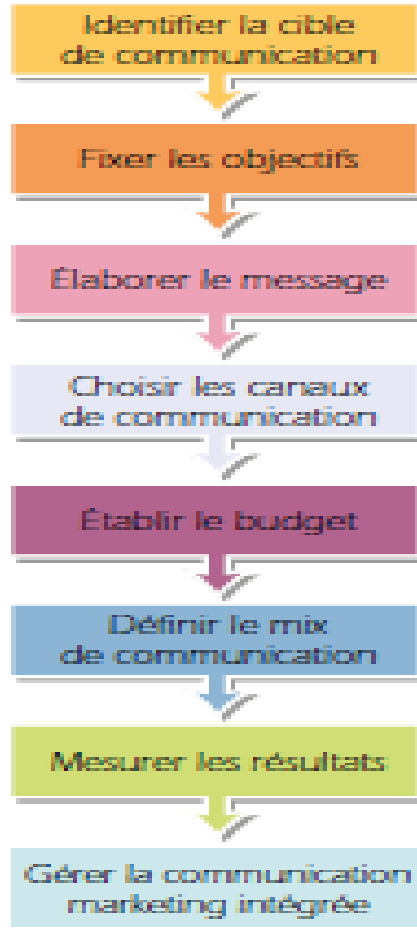 Identifier la cible
de communication
Fixer les objectifs
Élaborer le message
Choisir les canaux
de communication
Établir le budget
Définir le mix
de communication
Mesurer les résultats
Gérer la communication
marketing intégrée